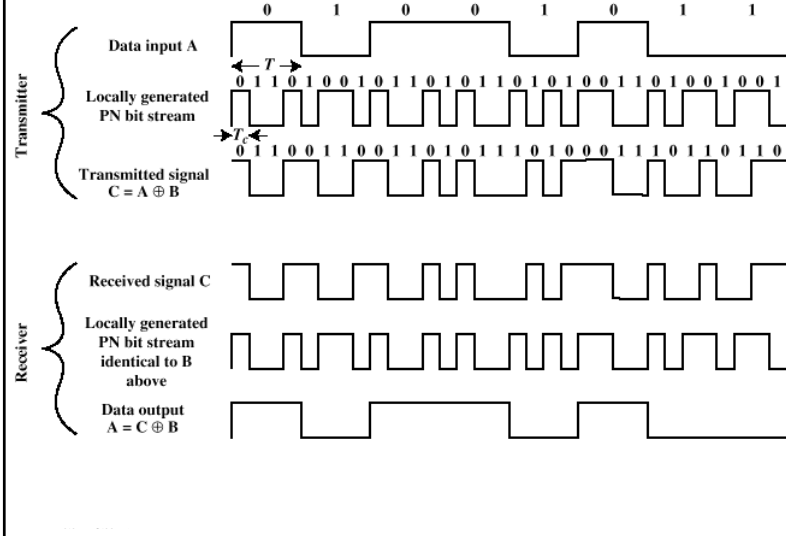 0 1 0 0 1 0 1 1
Data input A
T
0 1 1 0 1 0 0 1 0 1 1 0 1 0 1 1 0 1 0 1 0 0 1 1 0 1 0 0 1 0 0 1
Locally generated
PN bit stream
Transmitter
Tc
0 1 1 0 0 1 1 0 0 1 1 0 1 0 1 1 1 0 1 0 0 0 1 1 1 0 1 1 0 1 1 0
Transmitted signal
C = A ⊕ B
Received signal C
Locally generated
PN bit stream
identical to B
above
Receiver
Data output
A = C ⊕ B